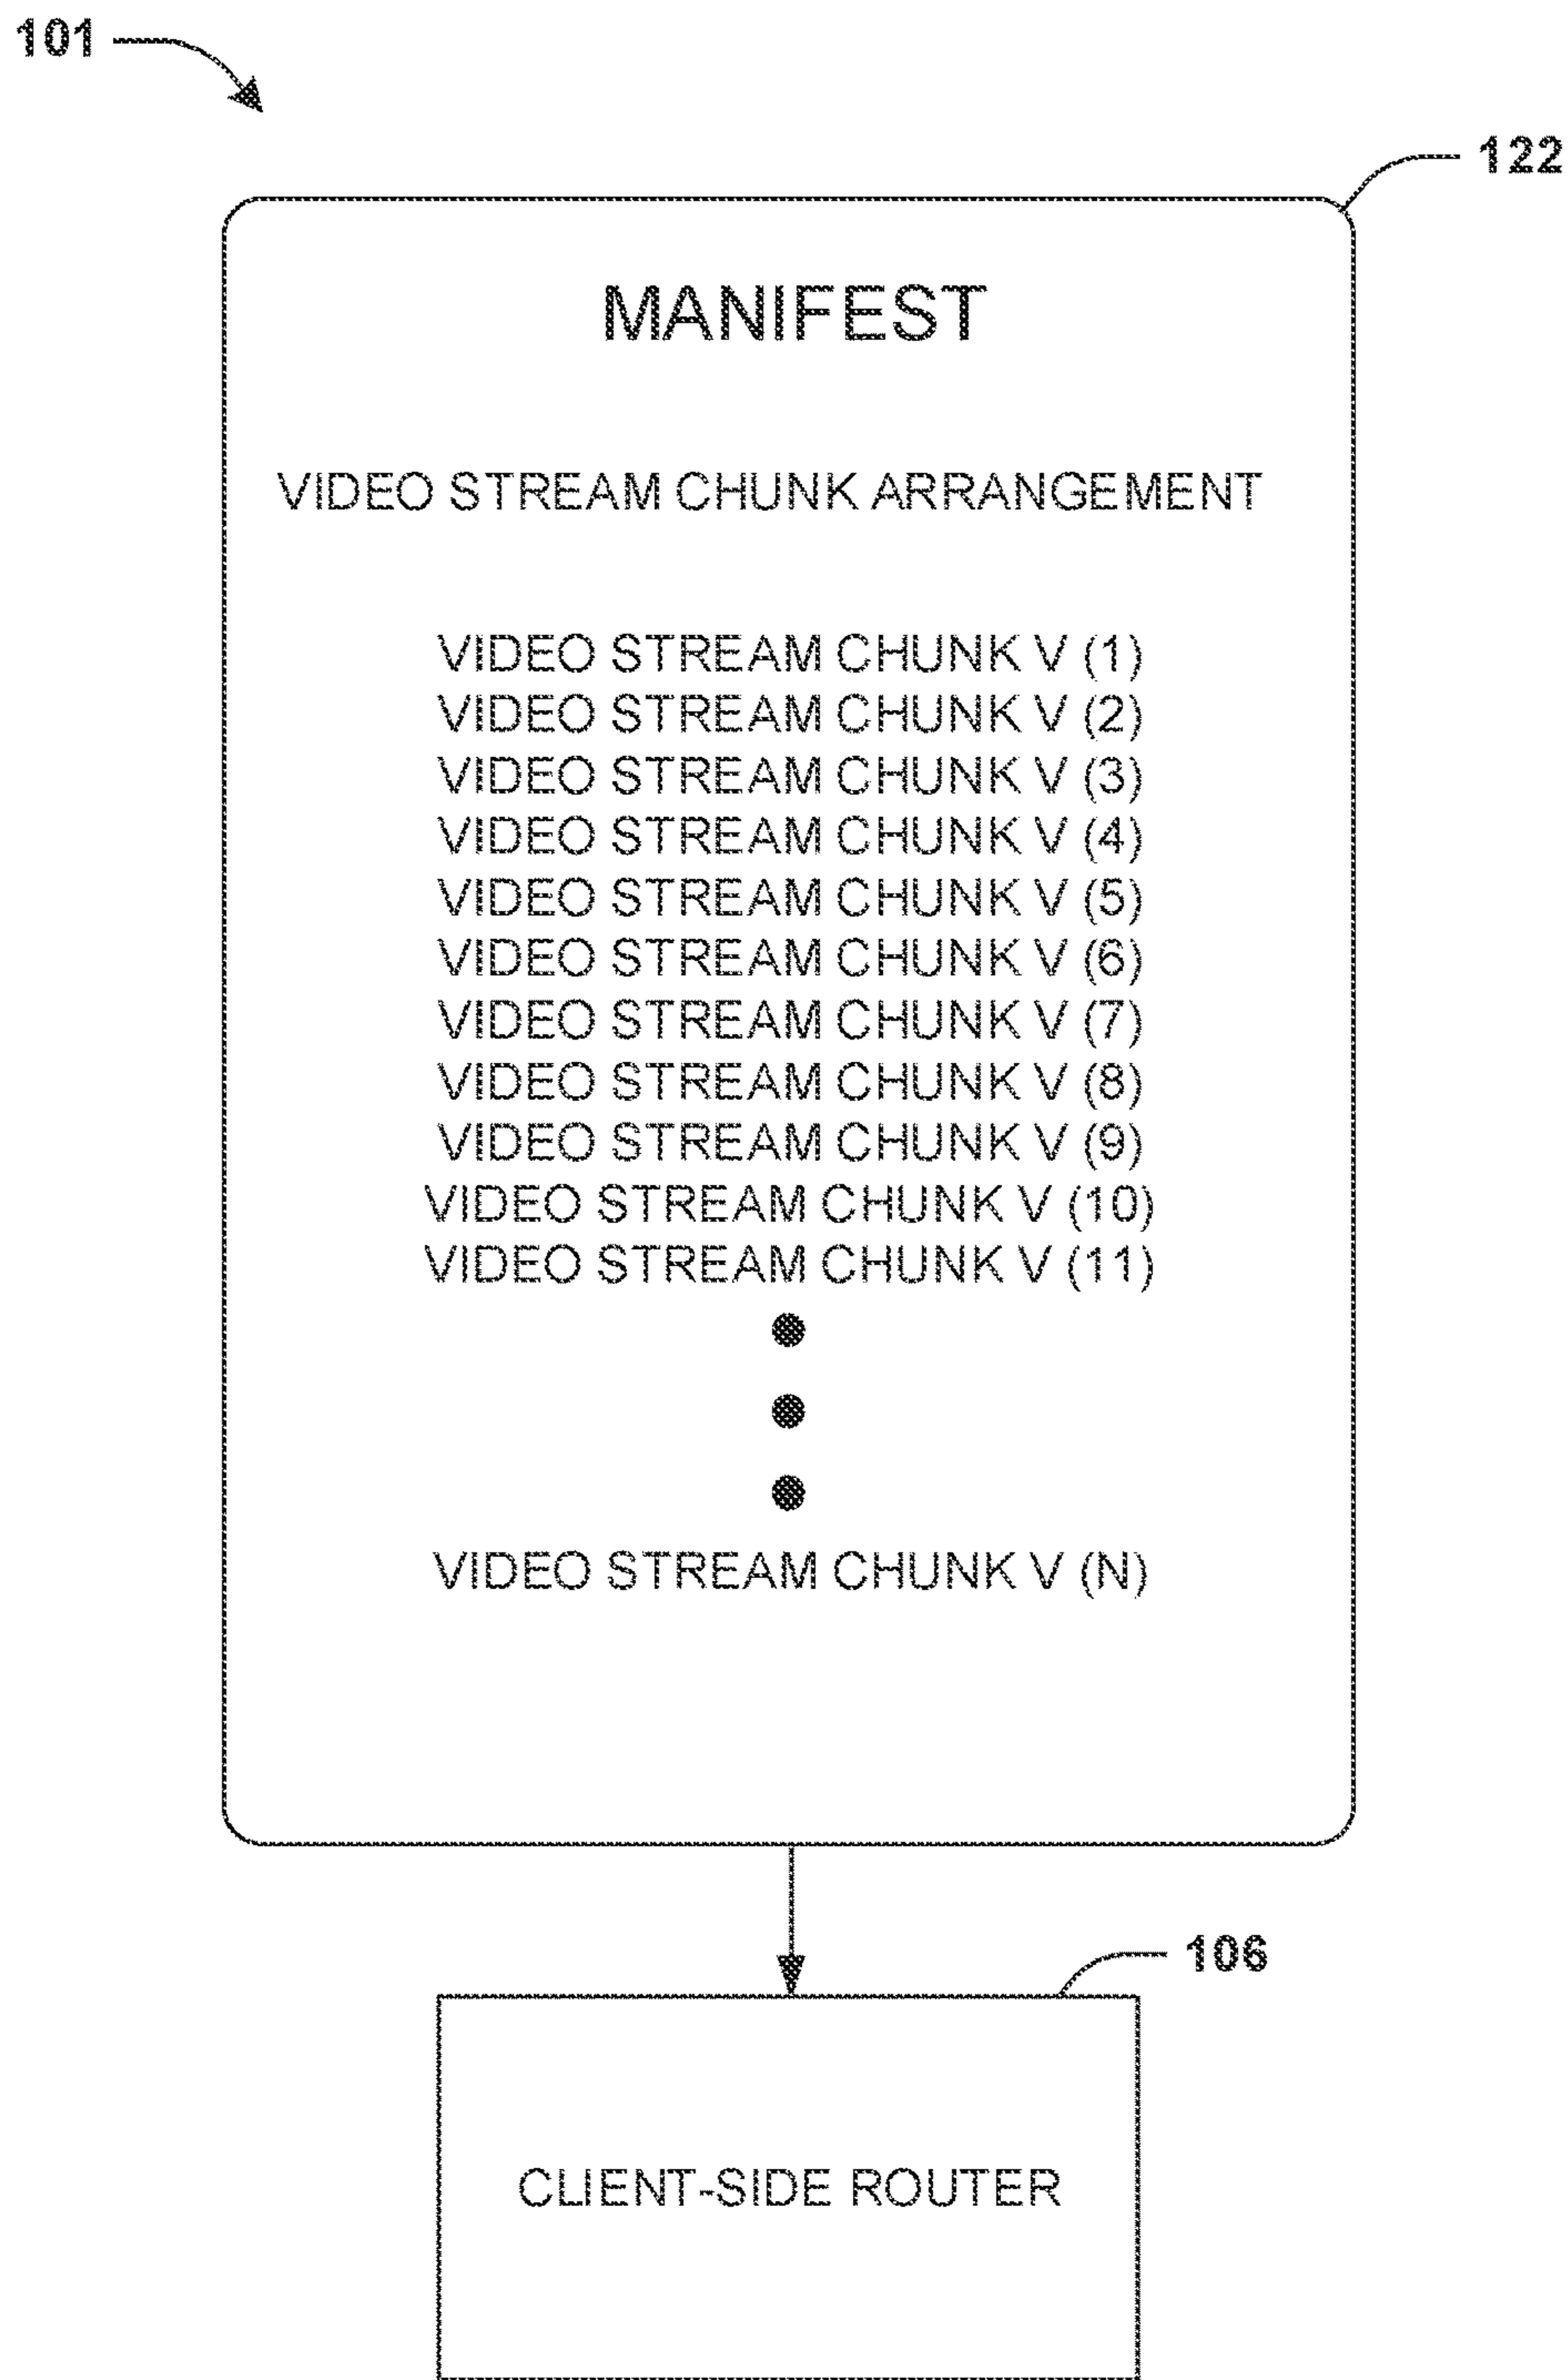 101
122
MANIFEST
VIDEO STREAM CHUNK ARRANGEMENT
VIDEO STREAM CHUNK V (1)
VIDEO STREAM CHUNK V (2)
VIDEO STREAM CHUNK V (3)
VIDEO STREAM CHUNK V (4)
VIDEO STREAM CHUNK V (5)
VIDEO STREAM CHUNK V (6)
VIDEO STREAM CHUNK V (7)
VIDEO STREAM CHUNK V (8)
VIDEO STREAM CHUNK V (9)
VIDEO STREAM CHUNK V (10)
VIDEO STREAM CHUNK V (11)
VIDEO STREAM CHUNK V (N)
106
CLIENT-SIDE ROUTER